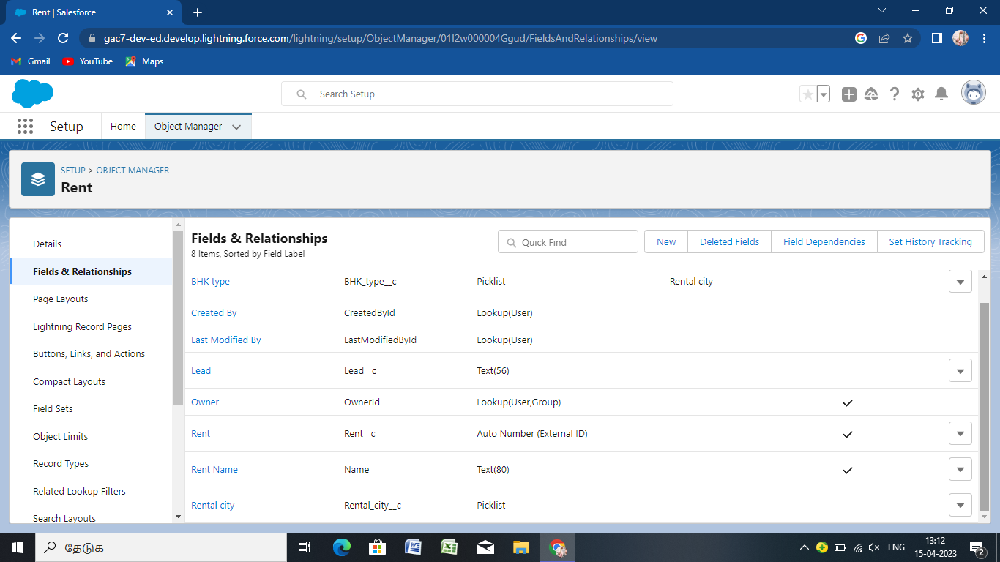 Rent | Salesforce
gac7-dev-ed.develop.lightning.force.com/lightning/setup/ObjectManager/01I2w000004Ggud/FieldsAndRelationships/view
Gmail YouTube Maps
Search Setup
Setup Home Object Manager
SETUP > OBJECT MANAGER
Rent
Details
Fields & Relationships
Page Layouts
Lightning Record Pages
Buttons, Links, and Actions
Compact Layouts
Field Sets
Object Limits
Record Types
Related Lookup Filters
Search Layouts
Fields & Relationships
8 Items, Sorted by Field Label
Quick Find New Deleted Fields Field Dependencies Set History Tracking
BHK type BHK_type__c Picklist Rental city
Created By CreatedById Lookup(User)
Last Modified By LastModifiedById Lookup(User)
Lead Lead__c Text(56)
Owner OwnerId Lookup(User,Group)
Rent Rent__c Auto Number (External ID)
Rent Name Name Text(80)
Rental city Rental_city__c Picklist
தேடுக
ENG
13:12
15-04-2023
2